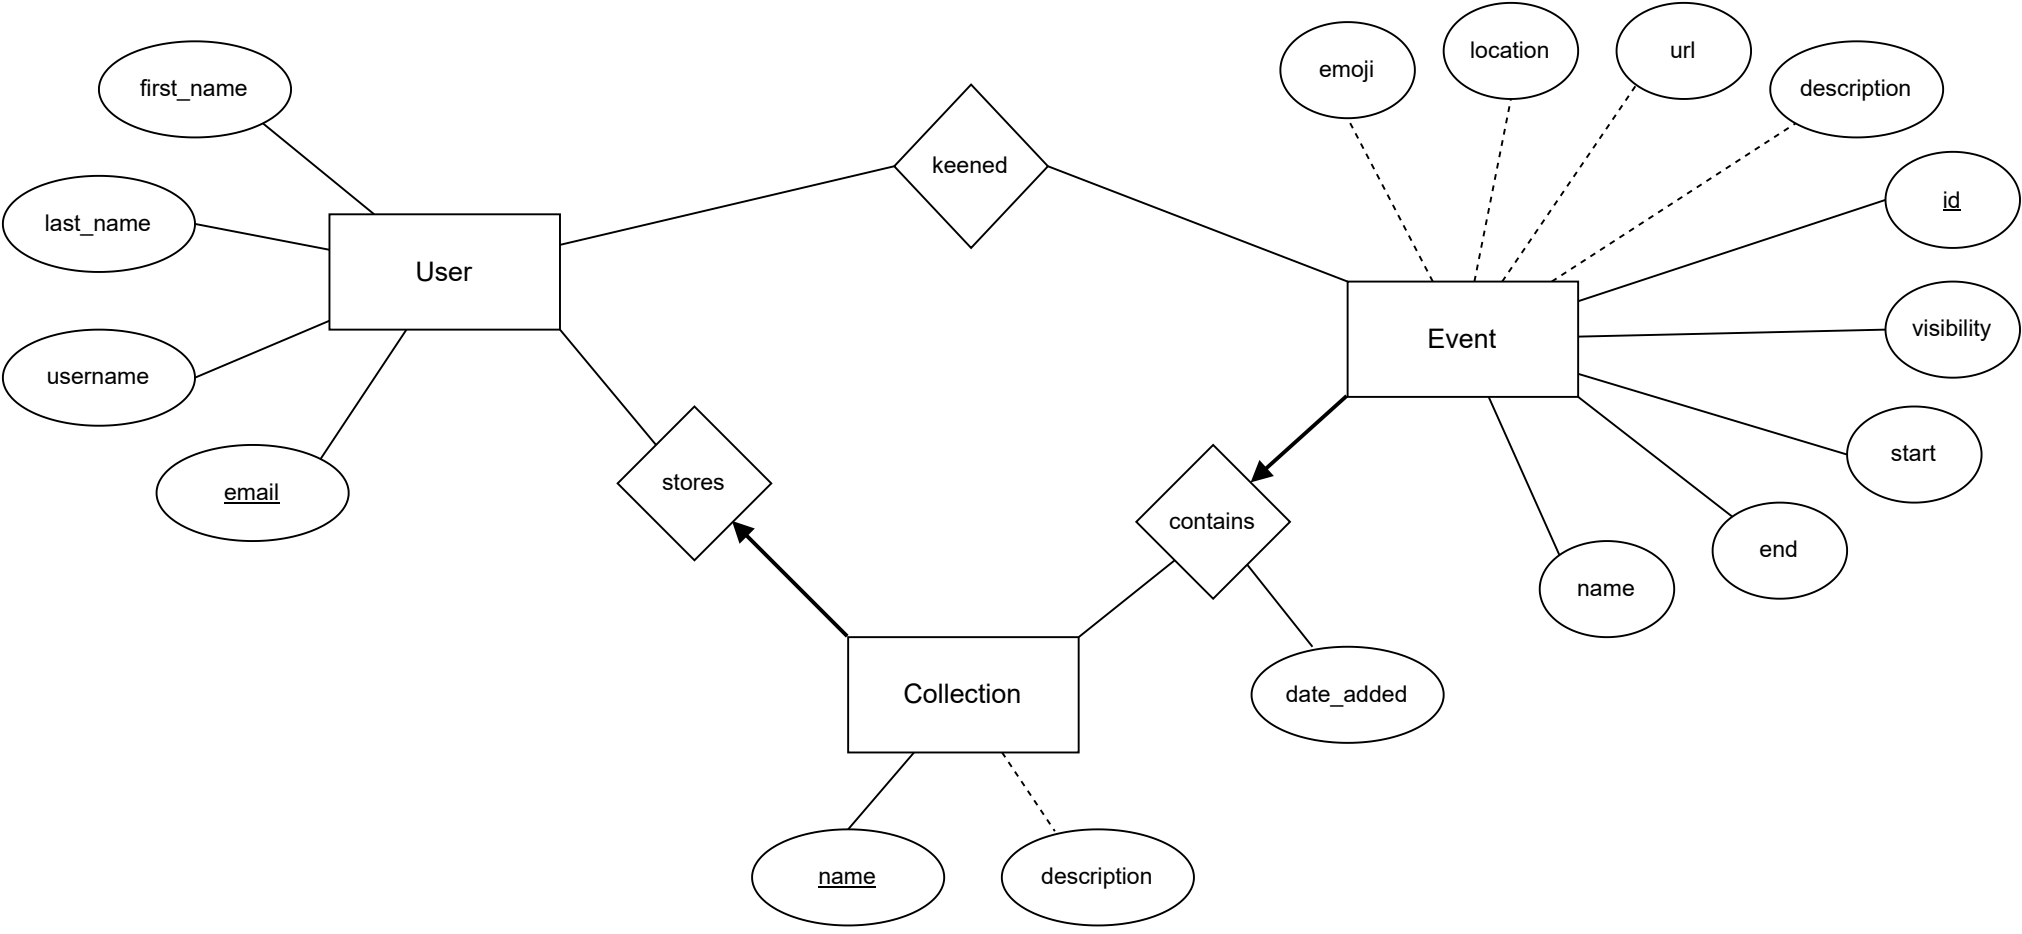 first_name
last_name
username
email
User
keened
stores
Collection
name
description
contains
date_added
Event
emoji
location
url
description
id
visibility
start
end
name